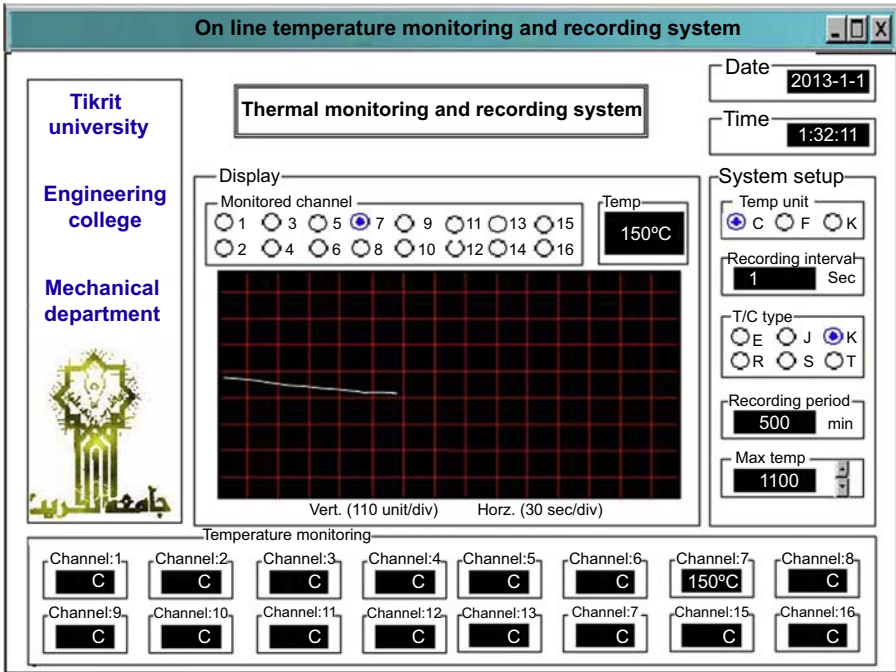 On line temperature monitoring and recording system
Tikrit
university
Engineering
college
Mechanical
department
جامعة تكريت
Thermal monitoring and recording system
Date
2013-1-1
Time
1:32:11
Display
Monitored channel
1 3 5 7 9 11 13 15
2 4 6 8 10 12 14 16
Temp
150ºC
Vert. (110 unit/div) Horz. (30 sec/div)
System setup
Temp unit
C F K
Recording interval
1 Sec
T/C type
E J K
R S T
Recording period
500 min
Max temp
1100
Temperature monitoring
Channel:1 Channel:2 Channel:3 Channel:4 Channel:5 Channel:6 Channel:7 Channel:8
C C C C C C 150ºC C
Channel:9 Channel:10 Channel:11 Channel:12 Channel:13 Channel:7 Channel:15 Channel:16
C C C C C C C C